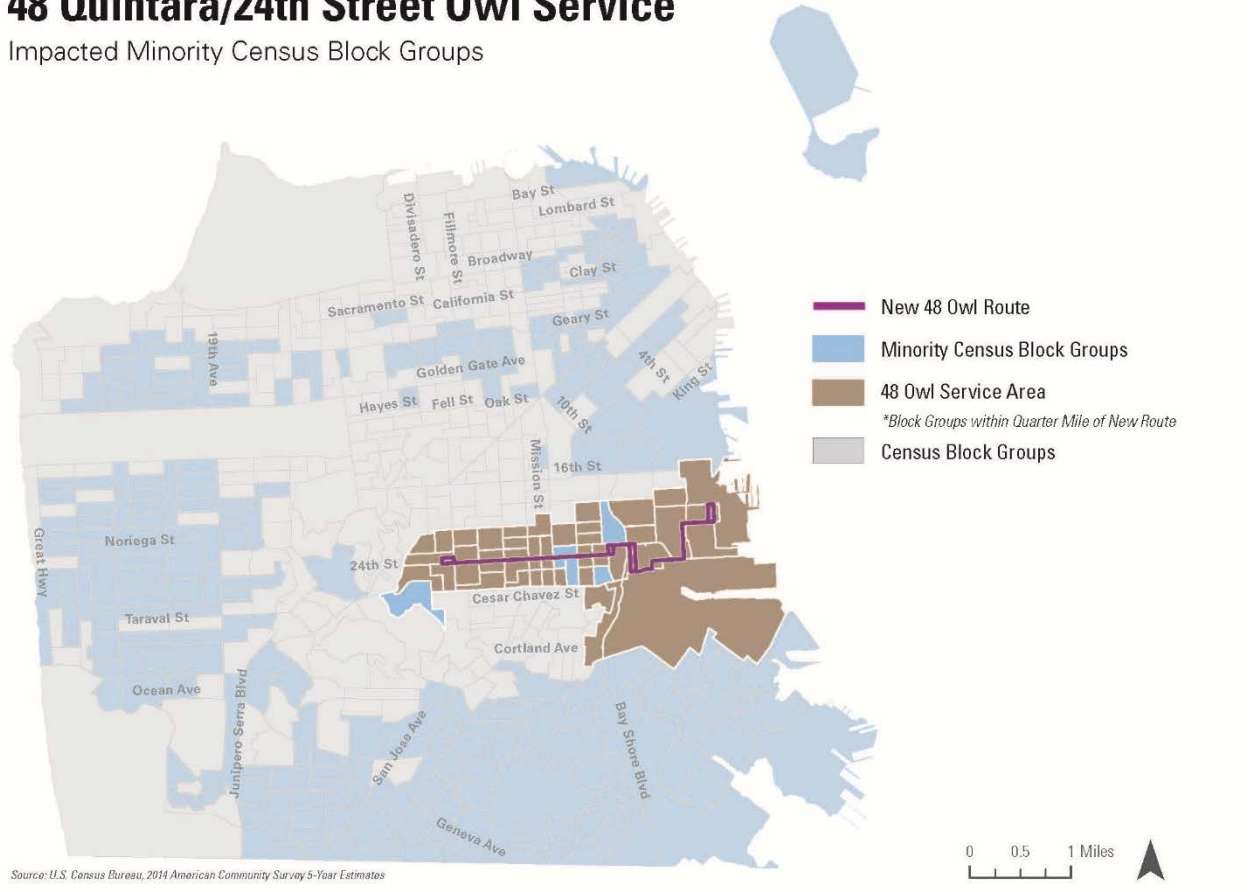 48 Quintara/24th Street Owl Service
Impacted Minority Census Block Groups
Bay St
Lombard St
Divisadero St
Fillmore St
Broadway
Clay St
Sacramento St
California St
Geary St
19th Ave
Golden Gate Ave
4th St
King St
Hayes St
Fell St
Oak St
10th St
Mission St
16th St
Great Hwy
Noriega St
24th St
Cesar Chavez St
Taraval St
Cortland Ave
Ocean Ave
Junipero Serra Blvd
San Jose Ave
Bay Shore Blvd
Geneva Ave
New 48 Owl Route
Minority Census Block Groups
48 Owl Service Area
*Block Groups within Quarter Mile of New Route
Census Block Groups
0 0.5 1 Miles
Source: U.S. Census Bureau, 2014 American Community Survey 5-Year Estimates